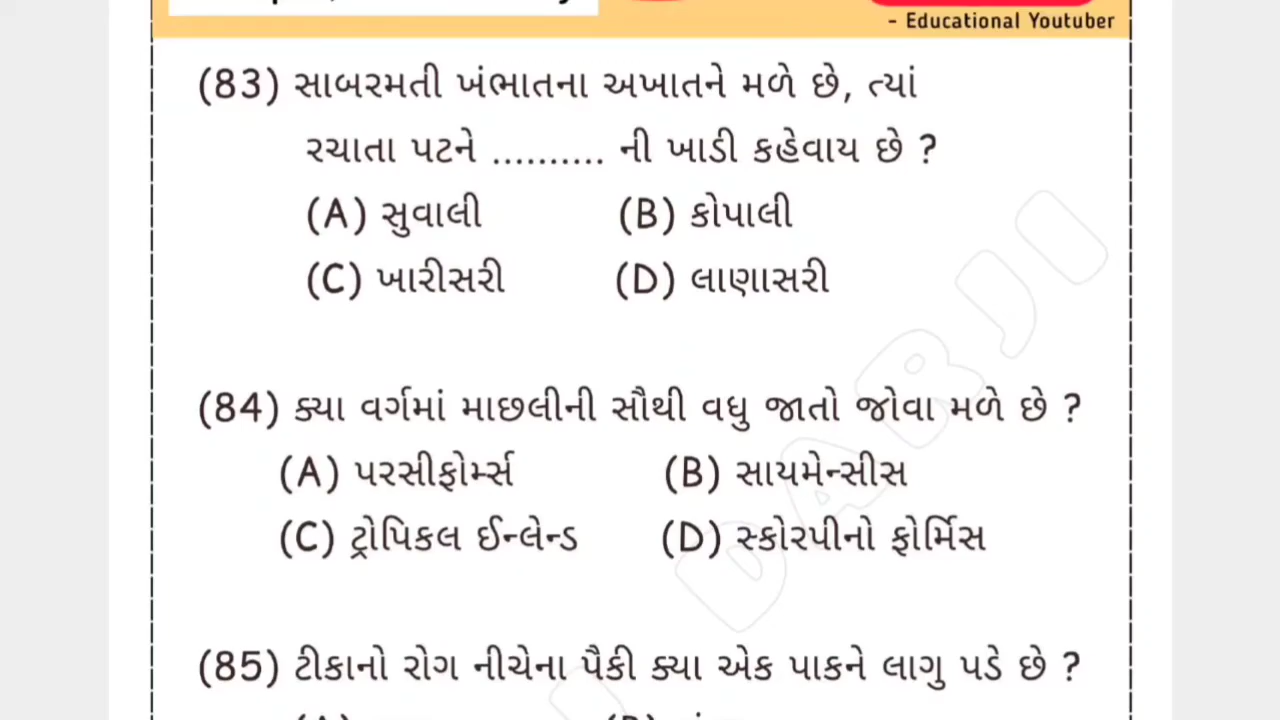 - Educational Youtuber
(83) સાબરમતી ખંભાતના અખાતને મળે છે, ત્યાં
રચાતા પટને .......... ની ખાડી કહેવાય છે ?
(A) સુવાલી (B) કોપાલી
(C) ખારીસરી (D) લાણાસરી
(84) ક્યા વર્ગમાં માછલીની સૌથી વધુ જાતો જોવા મળે છે ?
(A) પરસીફોર્મ્સ (B) સાયમેન્સીસ
(C) ટ્રોપિકલ ઈન્લેન્ડ (D) સ્કોરપીનો ફોર્મિસ
DARJI
(85) ટીકાનો રોગ નીચેના પૈકી ક્યા એક પાકને લાગુ પડે છે ?